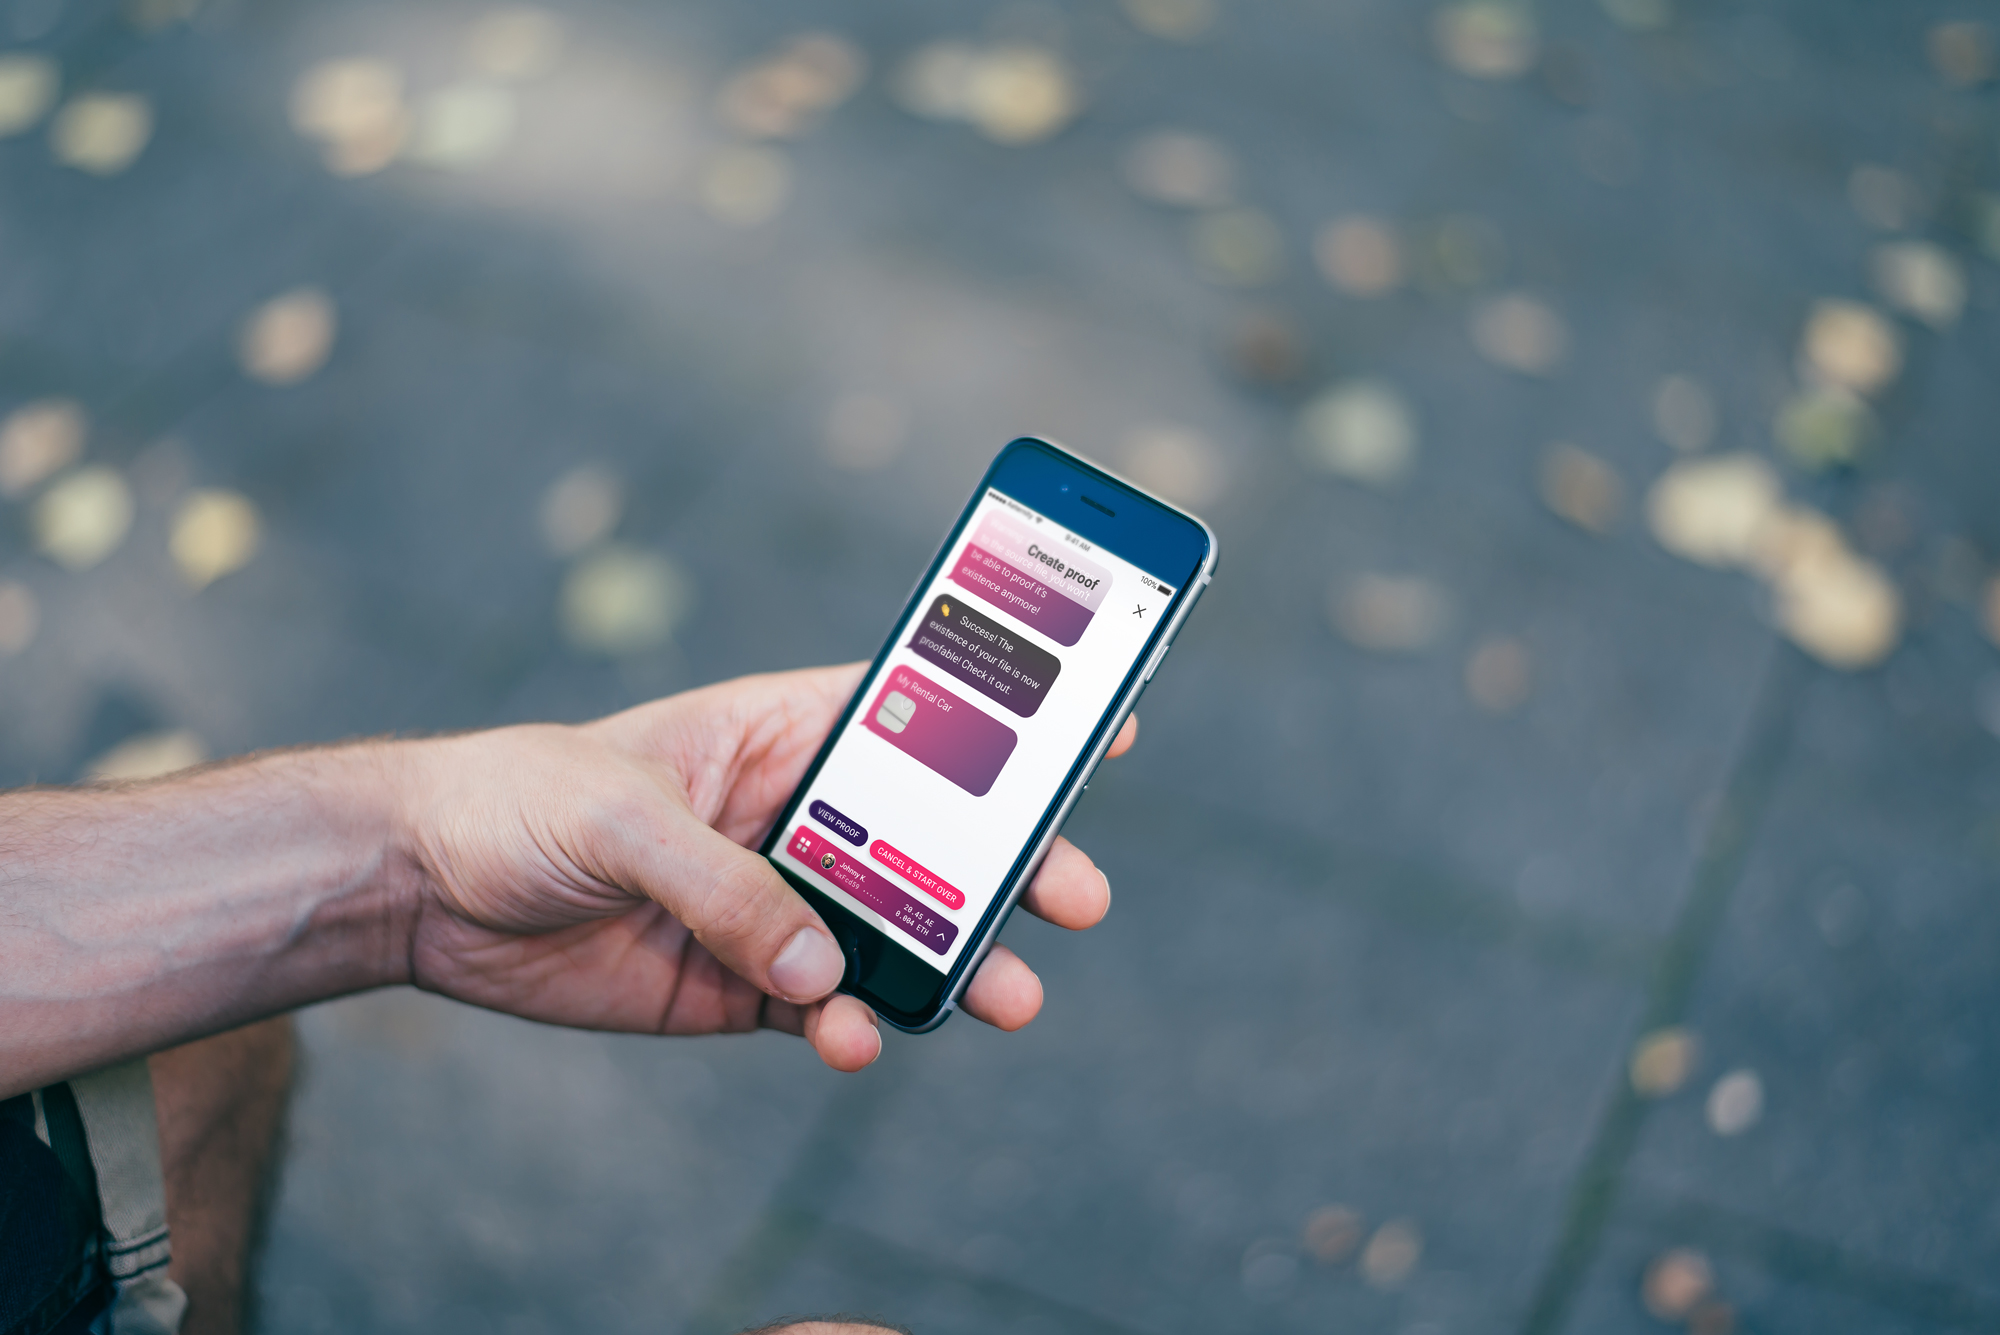 aeternity
9:41 AM
100%
Create proof
to the source file, you won't
be able to proof it's
existence anymore!
Success! The
existence of your file is now
proofable! Check it out:
My Rental Car
VIEW PROOF
CANCEL & START OVER
Johnny K.
0xFcd59 ......
20.45 AE
0.004 ETH